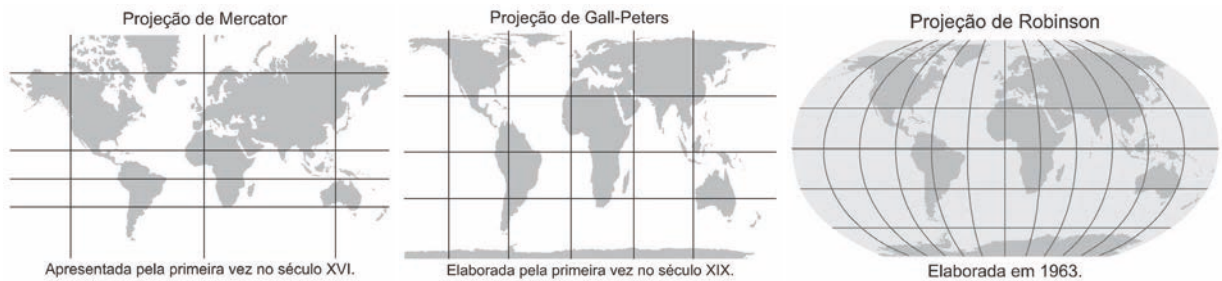 Projeção de Mercator
Apresentada pela primeira vez no século XVI.
Projeção de Gall-Peters
Elaborada pela primeira vez no século XIX.
Projeção de Robinson
Elaborada em 1963.